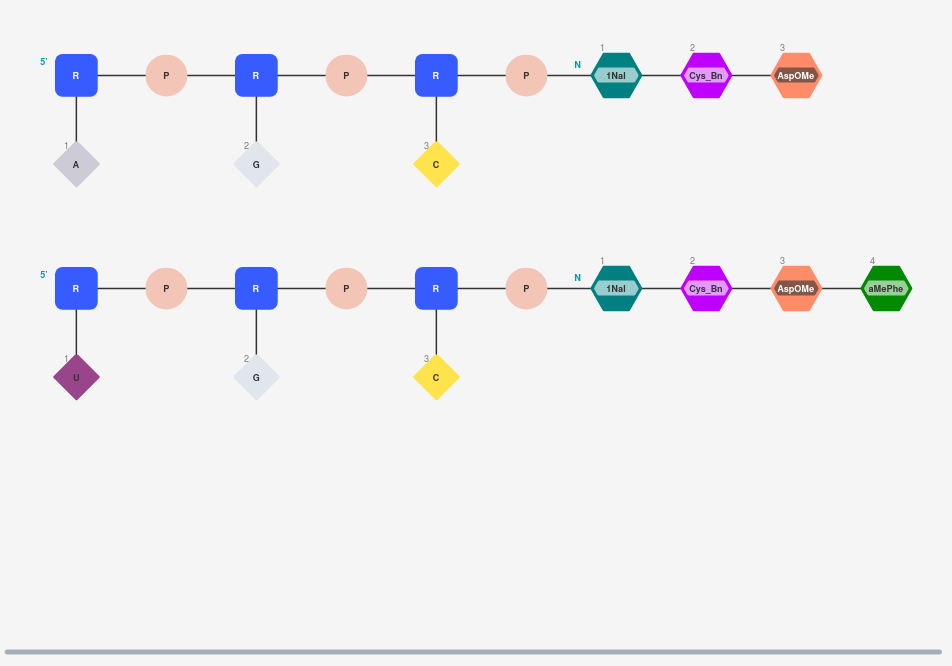 1 2 3
5' R P R P R P N 1Nal Cys_Bn AspOMe
1 2 3
A G C
1 2 3 4
5' R P R P R P N 1Nal Cys_Bn AspOMe aMePhe
1 2 3
U G C